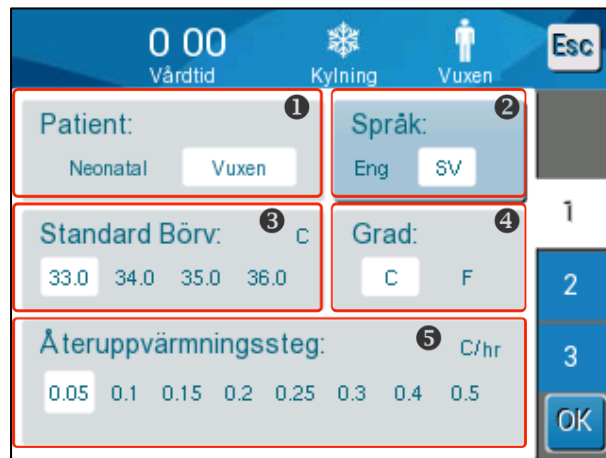 0 00
Vårdtid
Kylning
Vuxen
Esc
Patient: ❶
Neonatal Vuxen
Språk: ❷
Eng SV
Standard Börv: ❸ C
33.0 34.0 35.0 36.0
Grad: ❹
C F
Återuppvärmningssteg: ❺ C/hr
0.05 0.1 0.15 0.2 0.25 0.3 0.4 0.5
1
2
3
OK